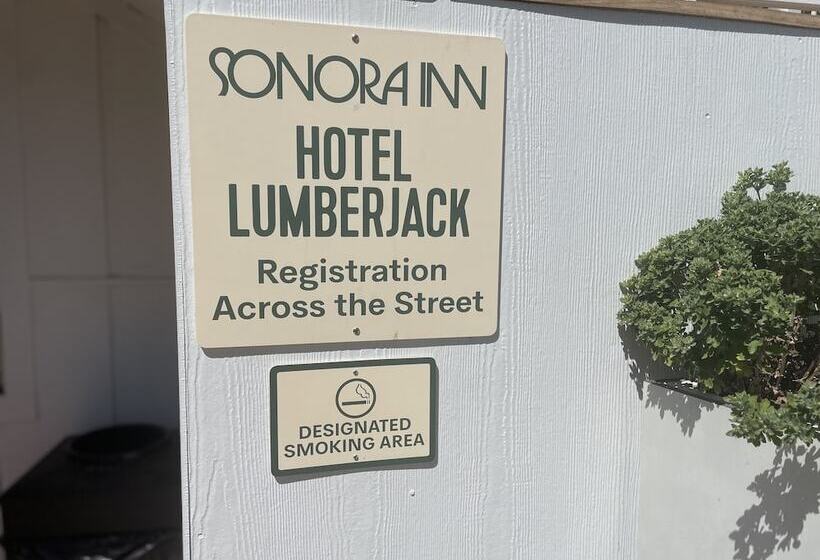 SONORA INN
HOTEL
LUMBERJACK
Registration
Across the Street
DESIGNATED
SMOKING AREA